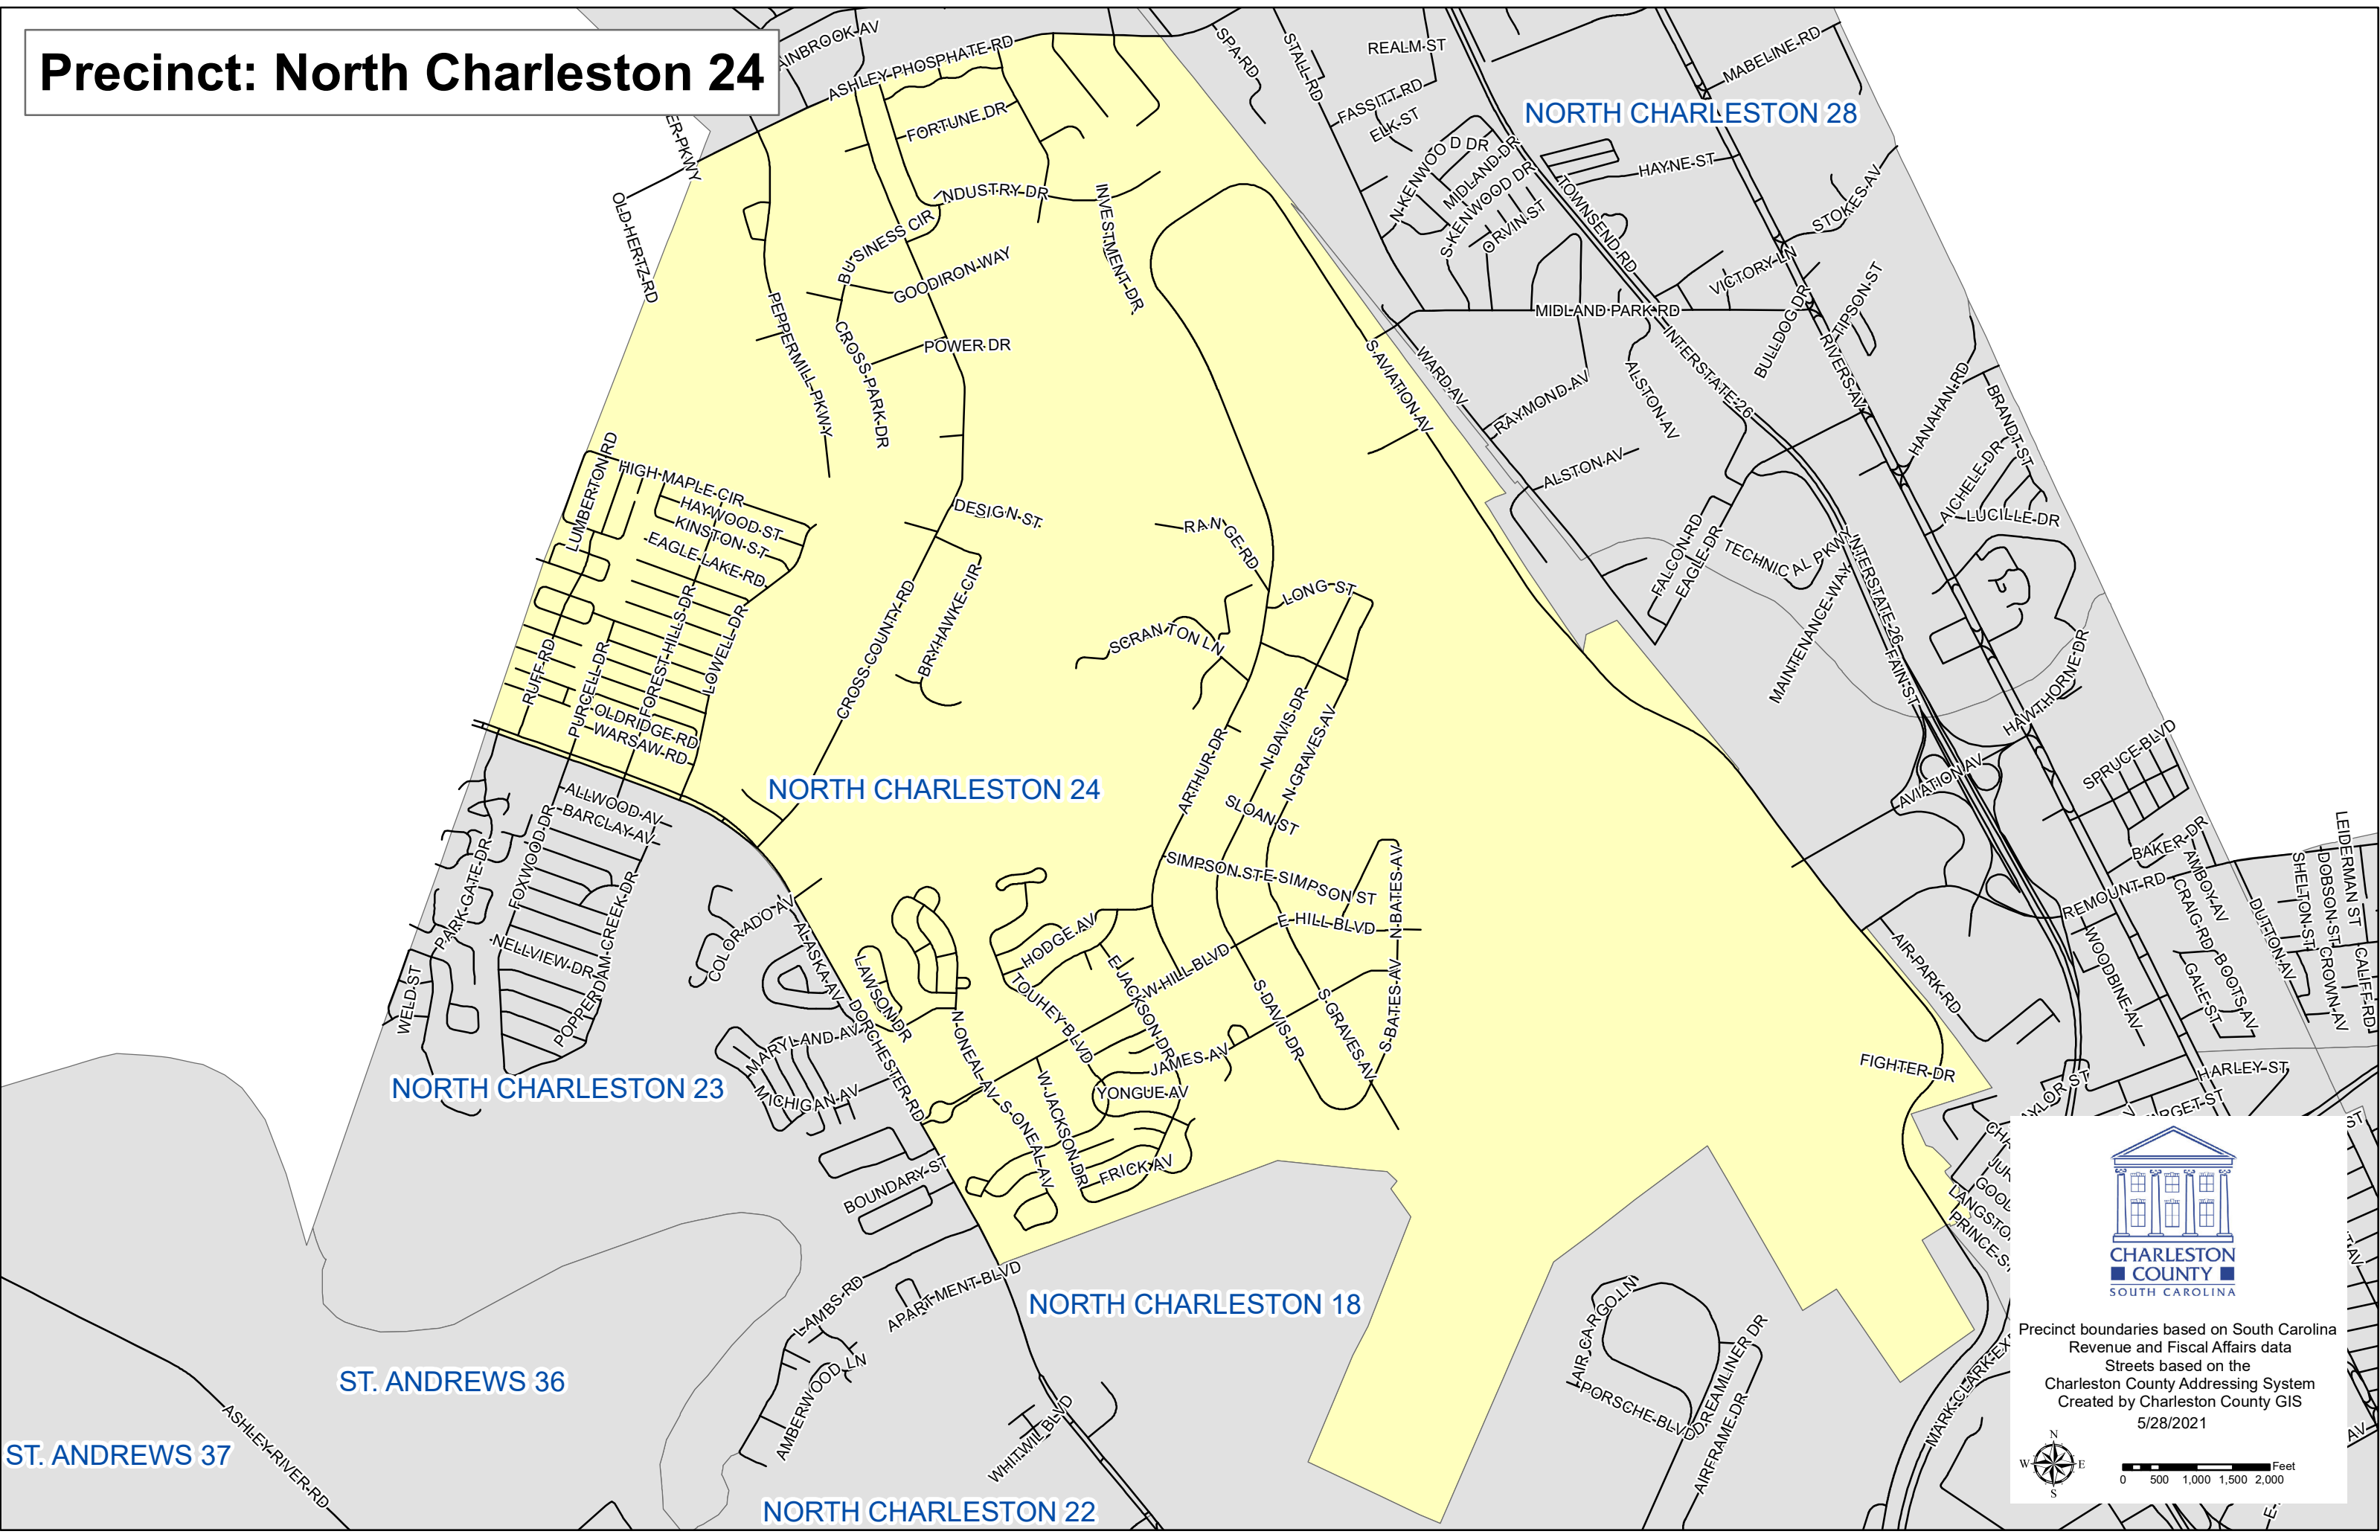 Precinct: North Charleston 24
ASHLEY PHOSPHATE RD
SPA RD
STALL RD
REALM ST
MABELINE RD
FASSITT RD
ELK ST
NORTH CHARLESTON 28
FORTUNE DR
OLD HERTZ RD
N KENWOOD DR
MIDLAND DR
S KENWOOD DR
ORVIN ST
HAYNE ST
TOWNSEND RD
STOKES AV
INVESTMENT DR
BUSINESS CIR
GOODIRON WAY
VICTORY LN
MIDLAND PARK RD
BULLDOG DR
TIPSON ST
PEPPERMILL PKWY
CROSS PARK DR
POWER DR
S AVIATION AV
WARD AV
INTERSTATE 26
RIVERS AV
RAYMOND AV
ALSTON AV
HANAHAN RD
BRANDT ST
LUMBERTON RD
HIGH MAPLE CIR
HAYWOOD ST
KINSTON ST
EAGLE LAKE RD
DESIGN ST
RANGE RD
ALSTON AV
AICHELE DR
LUCILLE DR
FALCON RD
EAGLE DR
TECHNICAL PKWY
MAINTENANCE WAY
INTERSTATE 26
FAIN ST
CROSS COUNTY RD
BRYHAWKE CIR
LONG ST
SCRANTON LN
RUFF RD
PURCELL DR
FOREST HILLS DR
LOWELL DR
OLDRIDGE RD
WARSAW RD
HAWTHORNE DR
ARTHUR DR
N DAVIS DR
N GRAVES AV
SPRUCE BLVD
AVIATION AV
NORTH CHARLESTON 24
ALLWOOD AV
BARCLAY AV
SLOAN ST
SIMPSON ST
E SIMPSON ST
N BATES AV
PARK GATE DR
FOXWOOD DR
POPPERDAM CREEK DR
NELLVIEW DR
WELD ST
COLORADO AV
ALASKA AV
LAWSON DR
HODGE AV
E HILL BLVD
W HILL BLVD
BAKER DR
REMOUNT RD
AMBOY AV
CRAIG RD
BOOTS AV
GALE ST
DUTTON AV
SHELTON ST
DOBSON ST
LEIDERMAN ST
CROWN AV
CALIFF RD
WOODBINE AV
AIR PARK RD
TOUHEY BLVD
E JACKSON DR
S DAVIS DR
S GRAVES AV
S BATES AV
MARYLAND AV
MICHIGAN AV
DORCHESTER RD
N ONEAL AV
S ONEAL AV
W JACKSON DR
JAMES AV
YONGUE AV
FRICK AV
FIGHTER DR
HARLEY ST
NORTH CHARLESTON 23
BOUNDARY ST
LAMBS RD
APARTMENT BLVD
NORTH CHARLESTON 18
AIR CARGO LN
PORSCHE BLVD
DREAMLINER DR
AIRFRAME DR
ST. ANDREWS 36
AMBERWOOD LN
WHITWIL BLVD
ST. ANDREWS 37
ASHLEY RIVER RD
NORTH CHARLESTON 22
CHARLESTON
COUNTY
SOUTH CAROLINA
Precinct boundaries based on South Carolina
Revenue and Fiscal Affairs data
Streets based on the
Charleston County Addressing System
Created by Charleston County GIS
5/28/2021
N
W E
S
Feet
0 500 1,000 1,500 2,000